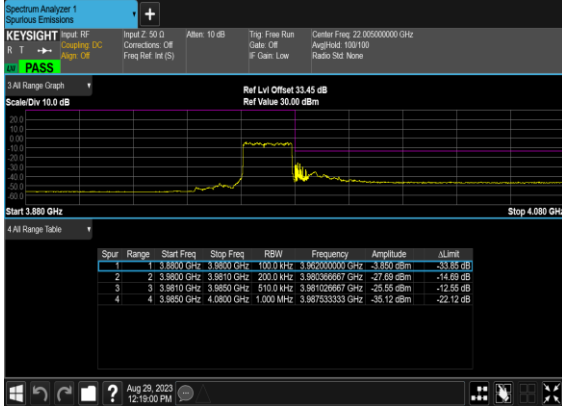 Spectrum Analyzer 1
Spurious Emissions
+
KEYSIGHT Input: RF Input Z: 50 Ω Atten: 10 dB Trig: Free Run Center Freq: 22.005000000 GHz
R T Coupling: DC Corrections: Off Gate: Off Avg|Hold: 100/100
Align: Off Freq Ref: Int (S) IF Gain: Low Radio Std: None
PASS
3 All Range Graph Ref Lvl Offset 33.45 dB
Scale/Div 10.0 dB Ref Value 30.00 dBm
20.0
10.0
0.00
-10.0
-20.0
-30.0
-40.0
-50.0
-60.0
Start 3.880 GHz Stop 4.080 GHz
4 All Range Table
Spur Range Start Freq Stop Freq RBW Frequency Amplitude ΔLimit
1 1 3.8800 GHz 3.9800 GHz 100.0 kHz 3.962000000 GHz -3.850 dBm -33.85 dB
2 2 3.9800 GHz 3.9810 GHz 200.0 kHz 3.980366667 GHz -27.69 dBm -14.69 dB
3 3 3.9810 GHz 3.9850 GHz 510.0 kHz 3.981026667 GHz -25.55 dBm -12.55 dB
4 4 3.9850 GHz 4.0800 GHz 1.000 MHz 3.987533333 GHz -35.12 dBm -22.12 dB
? Aug 29, 2023
12:19:00 PM